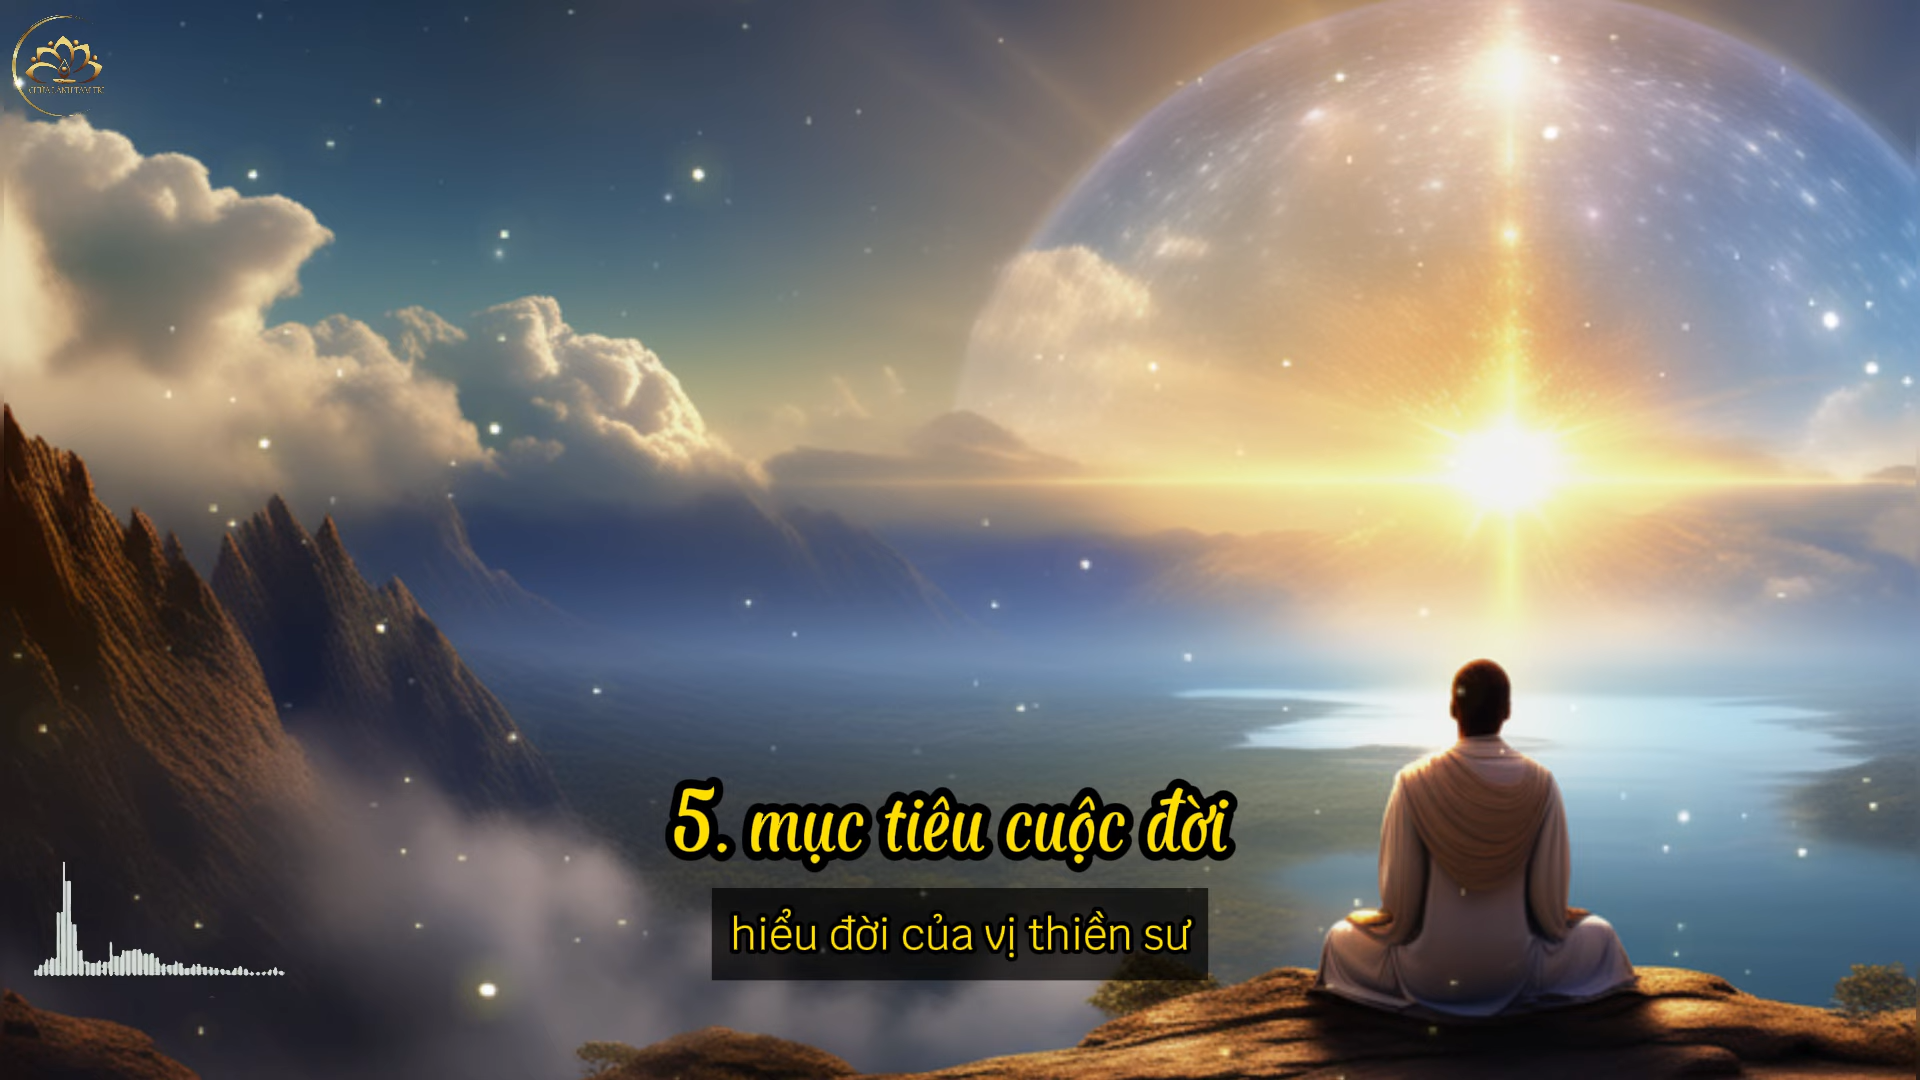 5. mục tiêu cuộc đời
hiểu đời của vị thiền sư